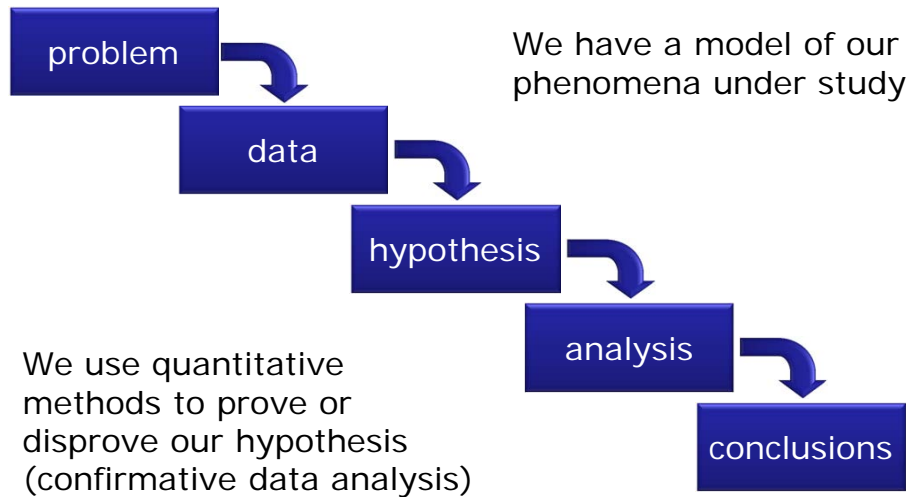 problem
We have a model of our
phenomena under study
data
hypothesis
analysis
We use quantitative
methods to prove or
disprove our hypothesis
(confirmative data analysis)
conclusions